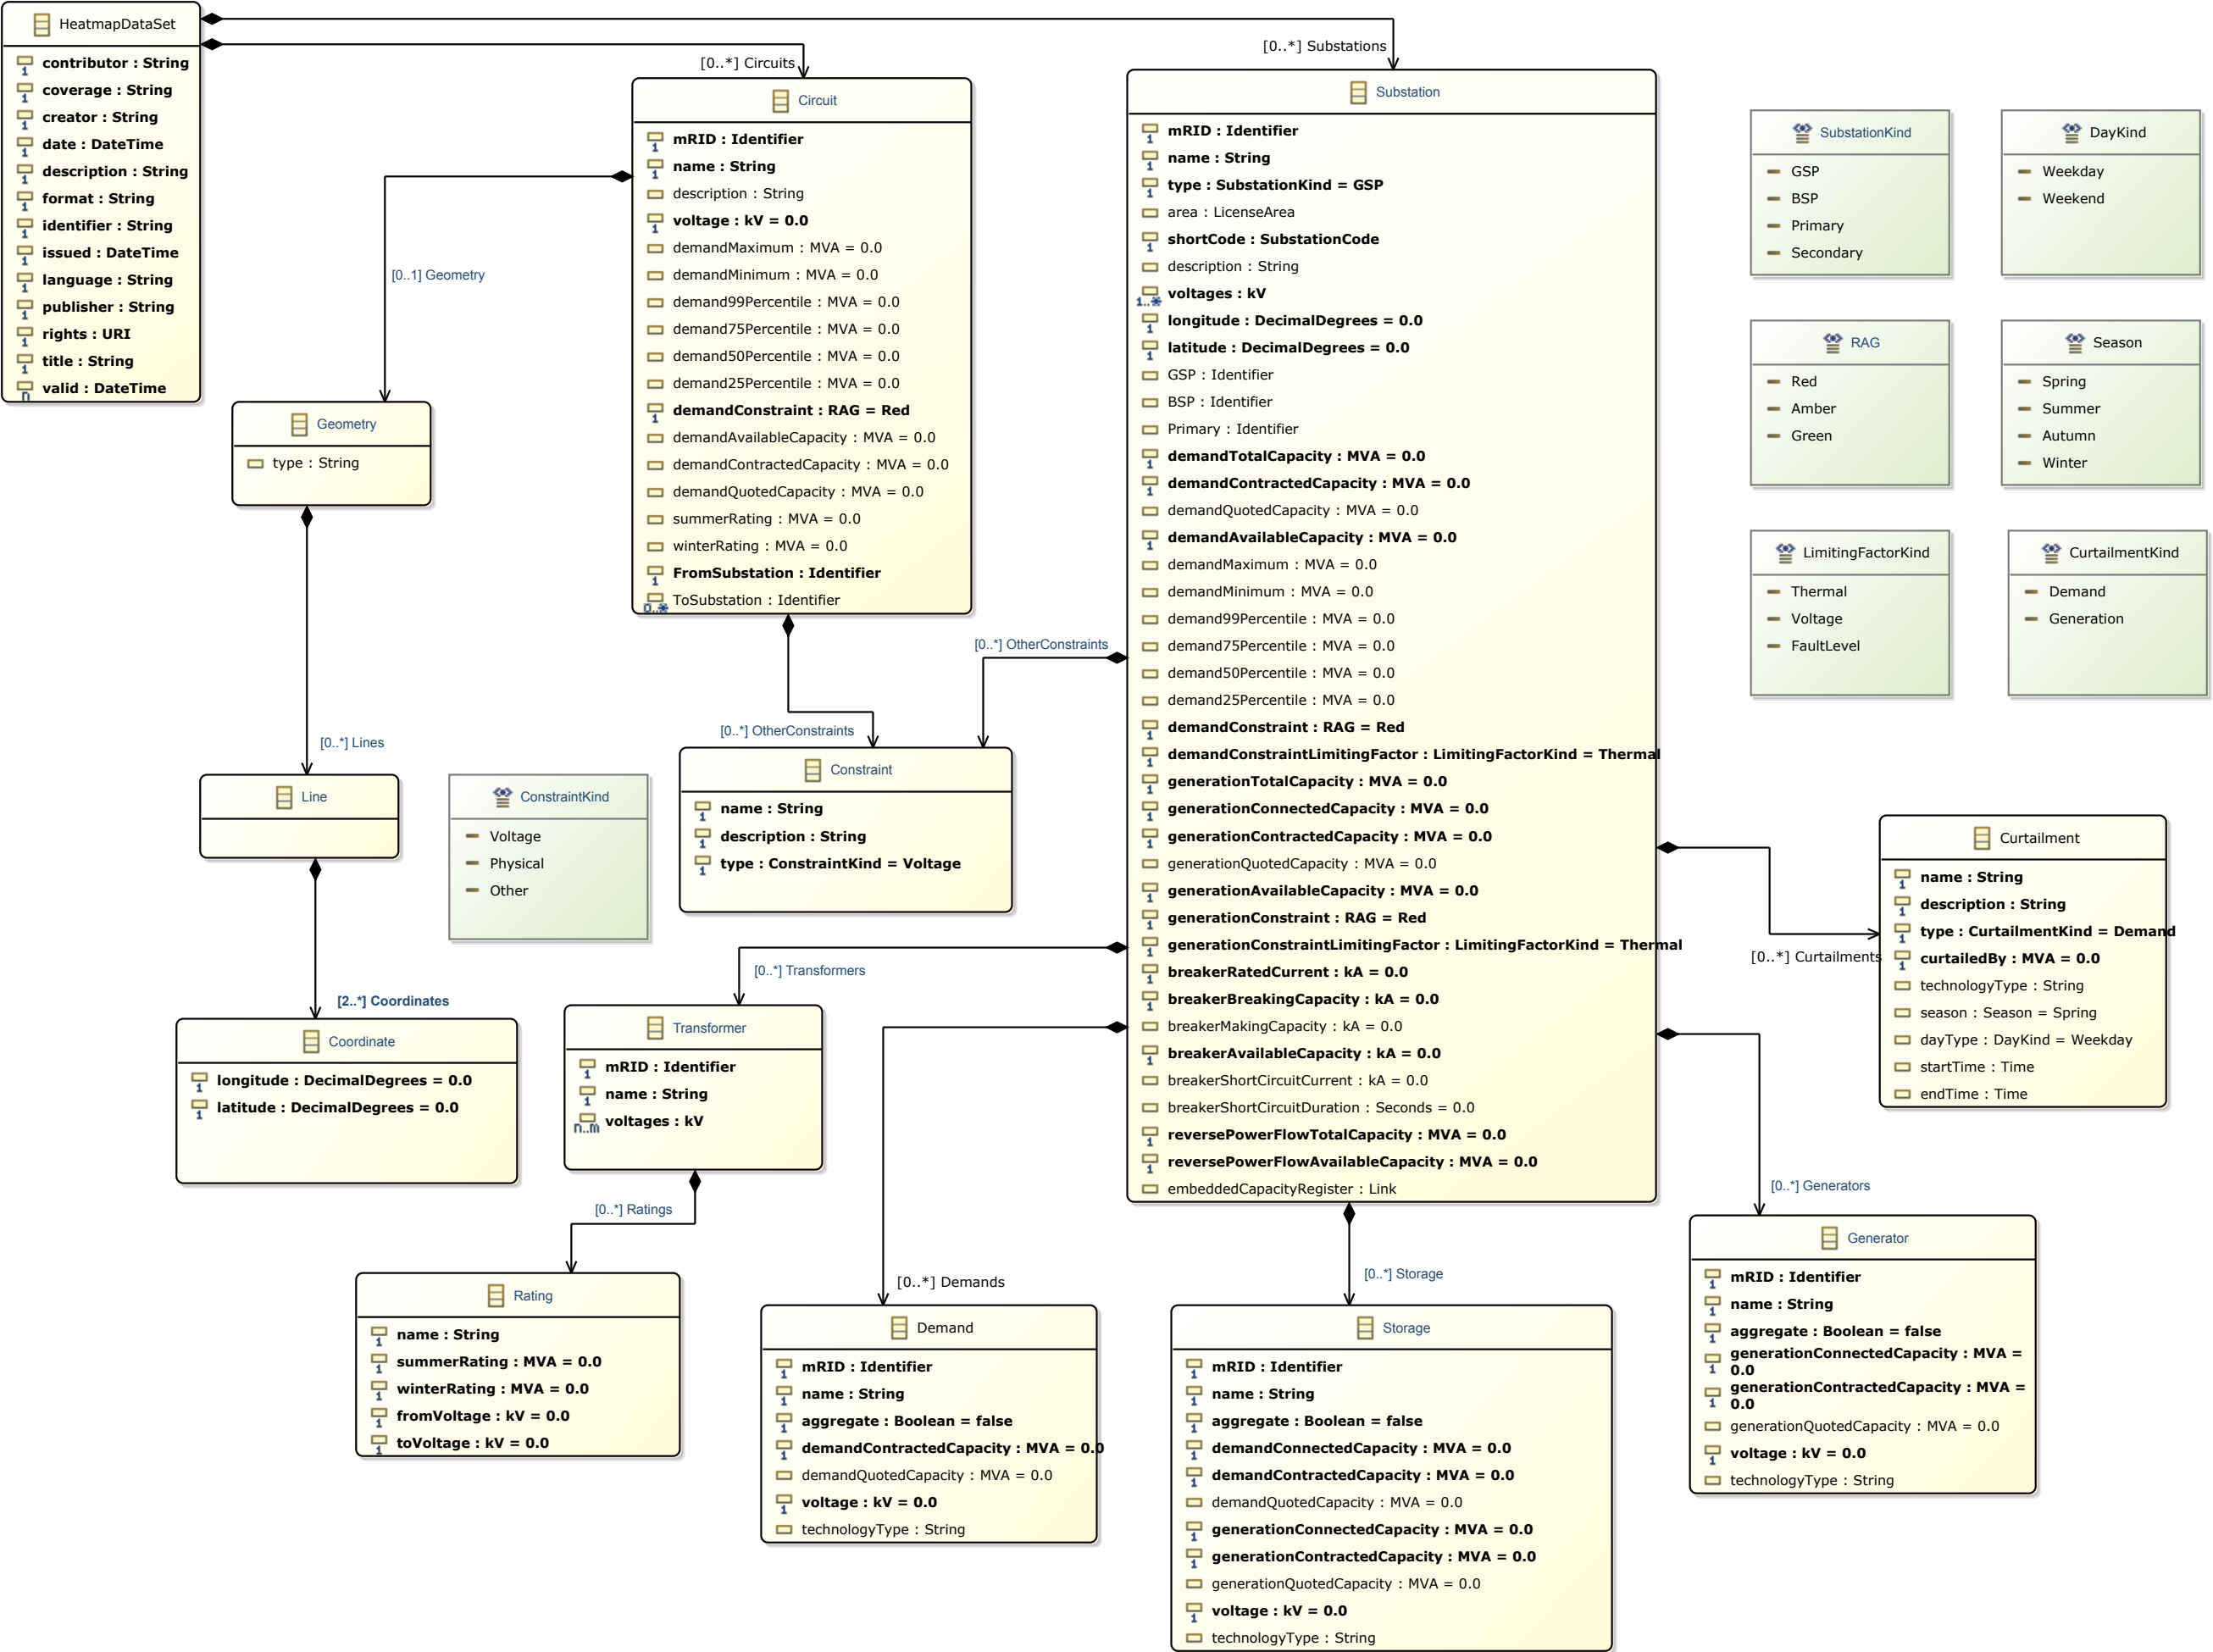 HeatmapDataSet
contributor : String
coverage : String
creator : String
date : DateTime
description : String
format : String
identifier : String
issued : DateTime
language : String
publisher : String
rights : URI
title : String
valid : DateTime
[0..*] Substations
[0..*] Circuits
[0..1] Geometry
Circuit
mRID : Identifier
name : String
description : String
voltage : kV = 0.0
demandMaximum : MVA = 0.0
demandMinimum : MVA = 0.0
demand99Percentile : MVA = 0.0
demand75Percentile : MVA = 0.0
demand50Percentile : MVA = 0.0
demand25Percentile : MVA = 0.0
demandConstraint : RAG = Red
demandAvailableCapacity : MVA = 0.0
demandContractedCapacity : MVA = 0.0
demandQuotedCapacity : MVA = 0.0
summerRating : MVA = 0.0
winterRating : MVA = 0.0
FromSubstation : Identifier
ToSubstation : Identifier
Substation
mRID : Identifier
name : String
type : SubstationKind = GSP
area : LicenseArea
shortCode : SubstationCode
description : String
voltages : kV
longitude : DecimalDegrees = 0.0
latitude : DecimalDegrees = 0.0
GSP : Identifier
BSP : Identifier
Primary : Identifier
demandTotalCapacity : MVA = 0.0
demandContractedCapacity : MVA = 0.0
demandQuotedCapacity : MVA = 0.0
demandAvailableCapacity : MVA = 0.0
demandMaximum : MVA = 0.0
demandMinimum : MVA = 0.0
demand99Percentile : MVA = 0.0
demand75Percentile : MVA = 0.0
demand50Percentile : MVA = 0.0
demand25Percentile : MVA = 0.0
demandConstraint : RAG = Red
demandConstraintLimitingFactor : LimitingFactorKind = Thermal
generationTotalCapacity : MVA = 0.0
generationConnectedCapacity : MVA = 0.0
generationContractedCapacity : MVA = 0.0
generationQuotedCapacity : MVA = 0.0
generationAvailableCapacity : MVA = 0.0
generationConstraint : RAG = Red
generationConstraintLimitingFactor : LimitingFactorKind = Thermal
breakerRatedCurrent : kA = 0.0
breakerBreakingCapacity : kA = 0.0
breakerMakingCapacity : kA = 0.0
breakerAvailableCapacity : kA = 0.0
breakerShortCircuitCurrent : kA = 0.0
breakerShortCircuitDuration : Seconds = 0.0
reversePowerFlowTotalCapacity : MVA = 0.0
reversePowerFlowAvailableCapacity : MVA = 0.0
embeddedCapacityRegister : Link
SubstationKind
GSP
BSP
Primary
Secondary
DayKind
Weekday
Weekend
RAG
Red
Amber
Green
Season
Spring
Summer
Autumn
Winter
LimitingFactorKind
Thermal
Voltage
FaultLevel
CurtailmentKind
Demand
Generation
Geometry
type : String
[0..*] Lines
Line
[2..*] Coordinates
Coordinate
longitude : DecimalDegrees = 0.0
latitude : DecimalDegrees = 0.0
ConstraintKind
Voltage
Physical
Other
[0..*] OtherConstraints
[0..*] OtherConstraints
Constraint
name : String
description : String
type : ConstraintKind = Voltage
[0..*] Transformers
Transformer
mRID : Identifier
name : String
voltages : kV
[0..*] Ratings
Rating
name : String
summerRating : MVA = 0.0
winterRating : MVA = 0.0
fromVoltage : kV = 0.0
toVoltage : kV = 0.0
[0..*] Demands
Demand
mRID : Identifier
name : String
aggregate : Boolean = false
demandContractedCapacity : MVA = 0.0
demandQuotedCapacity : MVA = 0.0
voltage : kV = 0.0
technologyType : String
[0..*] Storage
Storage
mRID : Identifier
name : String
aggregate : Boolean = false
demandConnectedCapacity : MVA = 0.0
demandContractedCapacity : MVA = 0.0
demandQuotedCapacity : MVA = 0.0
generationConnectedCapacity : MVA = 0.0
generationContractedCapacity : MVA = 0.0
generationQuotedCapacity : MVA = 0.0
voltage : kV = 0.0
technologyType : String
[0..*] Curtailments
Curtailment
name : String
description : String
type : CurtailmentKind = Demand
curtailedBy : MVA = 0.0
technologyType : String
season : Season = Spring
dayType : DayKind = Weekday
startTime : Time
endTime : Time
[0..*] Generators
Generator
mRID : Identifier
name : String
aggregate : Boolean = false
generationConnectedCapacity : MVA =
0.0
generationContractedCapacity : MVA =
0.0
generationQuotedCapacity : MVA = 0.0
voltage : kV = 0.0
technologyType : String